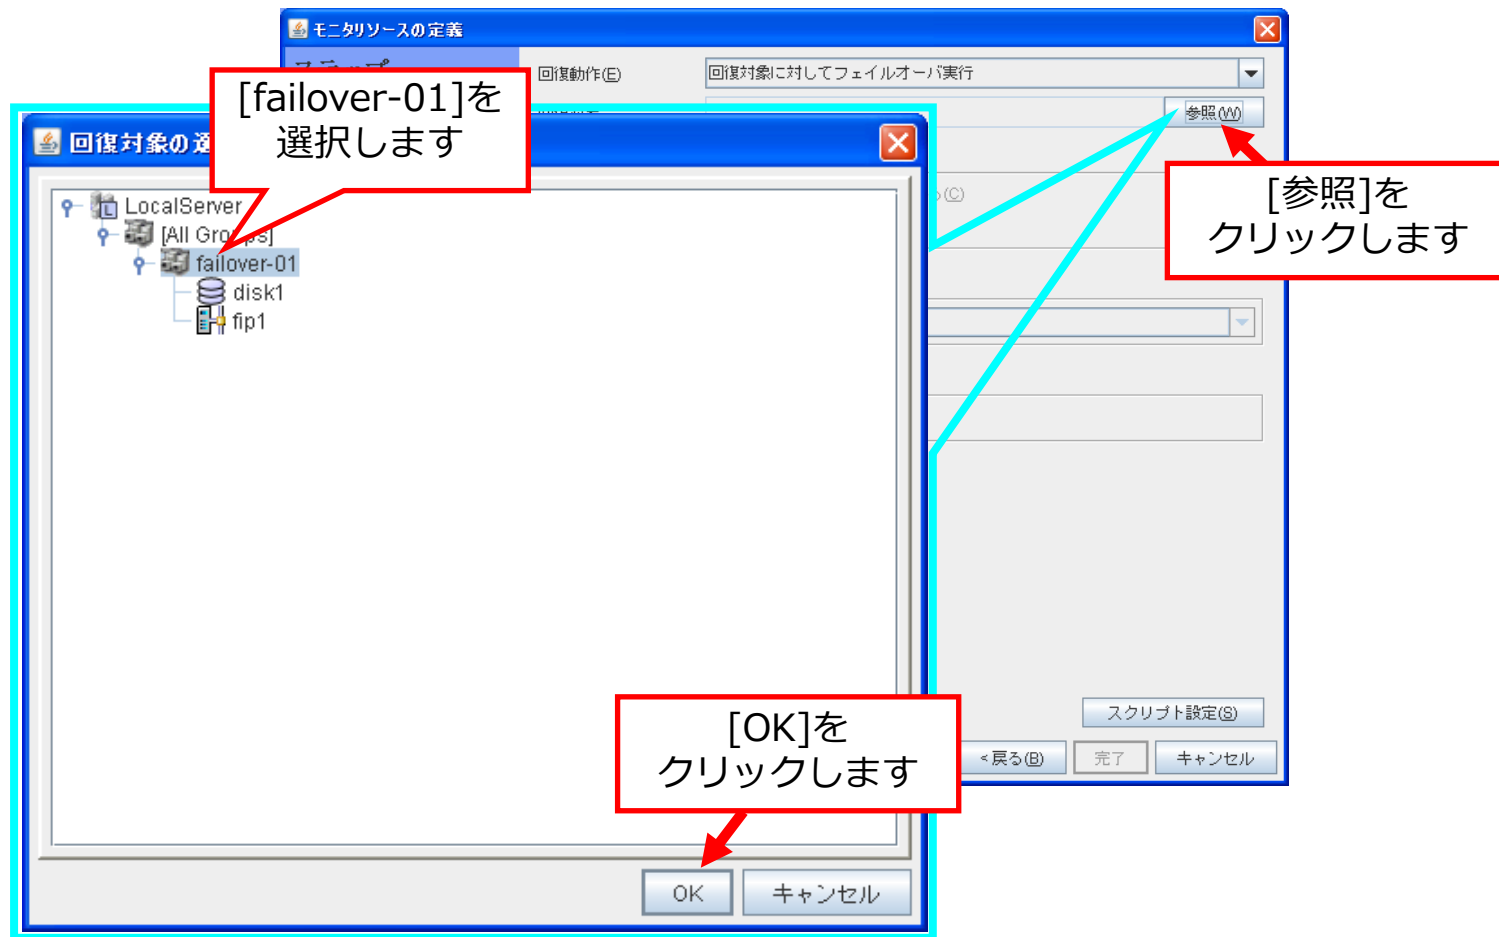 モニタリソースの定義
回復動作(E)
回復対象に対してフェイルオーバ実行
参照(W)
[failover-01]を
選択します
回復対象の
[参照]を
クリックします
(C)
LocalServer
failover-01
disk1
fip1
[OK]を
クリックします
スクリプト設定(S)
<戻る(B)
完了
キャンセル
OK
キャンセル